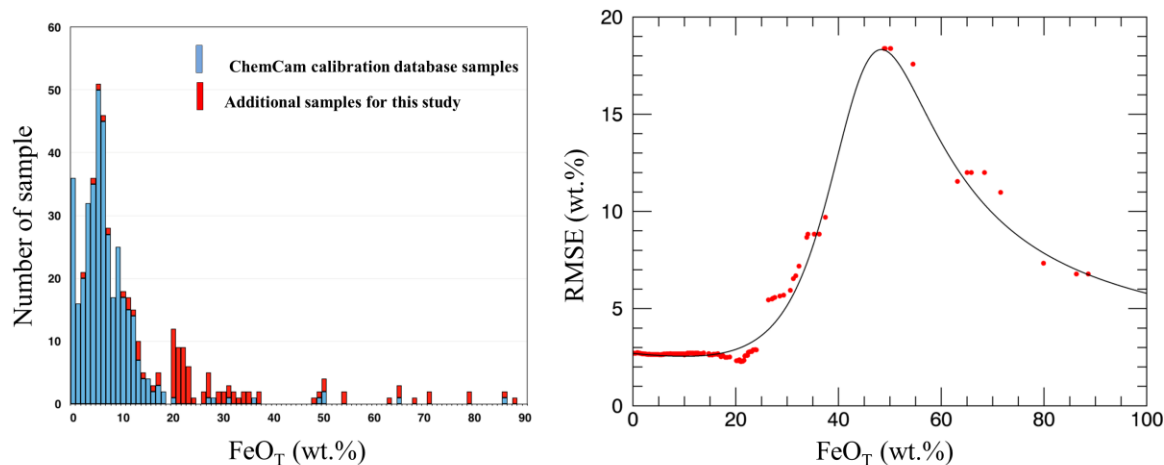 60
50
40
30
20
10
0
Number of sample
ChemCam calibration database samples
Additional samples for this study
0 10 20 30 40 50 60 70 80 90
FeOT (wt.%)
20
15
10
5
0
RMSE (wt.%)
0 20 40 60 80 100
FeOT (wt.%)